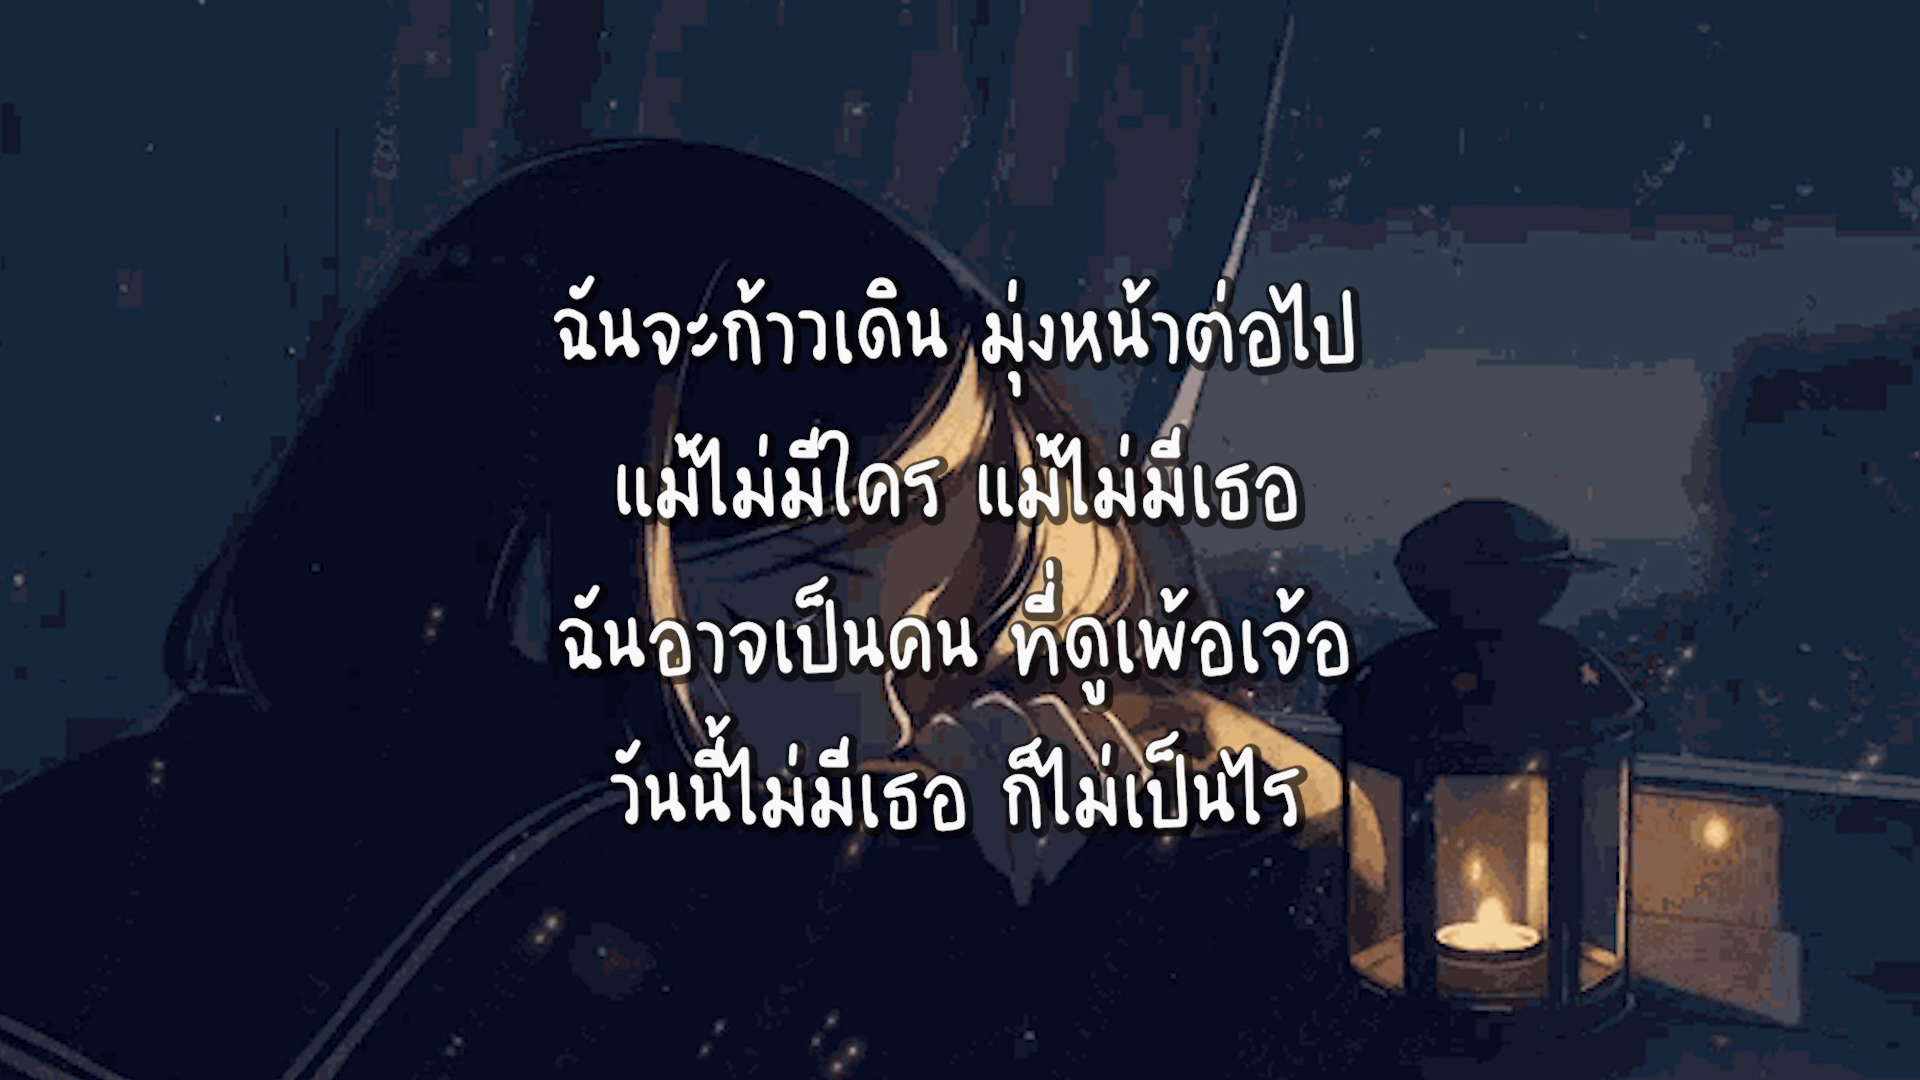 ฉันจะก้าวเดิน มุ่งหน้าต่อไป
แม้ไม่มีใคร แม้ไม่มีเธอ
ฉันอาจเป็นคน ที่ดูเพ้อเจ้อ
วันนี้ไม่มีเธอ ก็ไม่เป็นไร